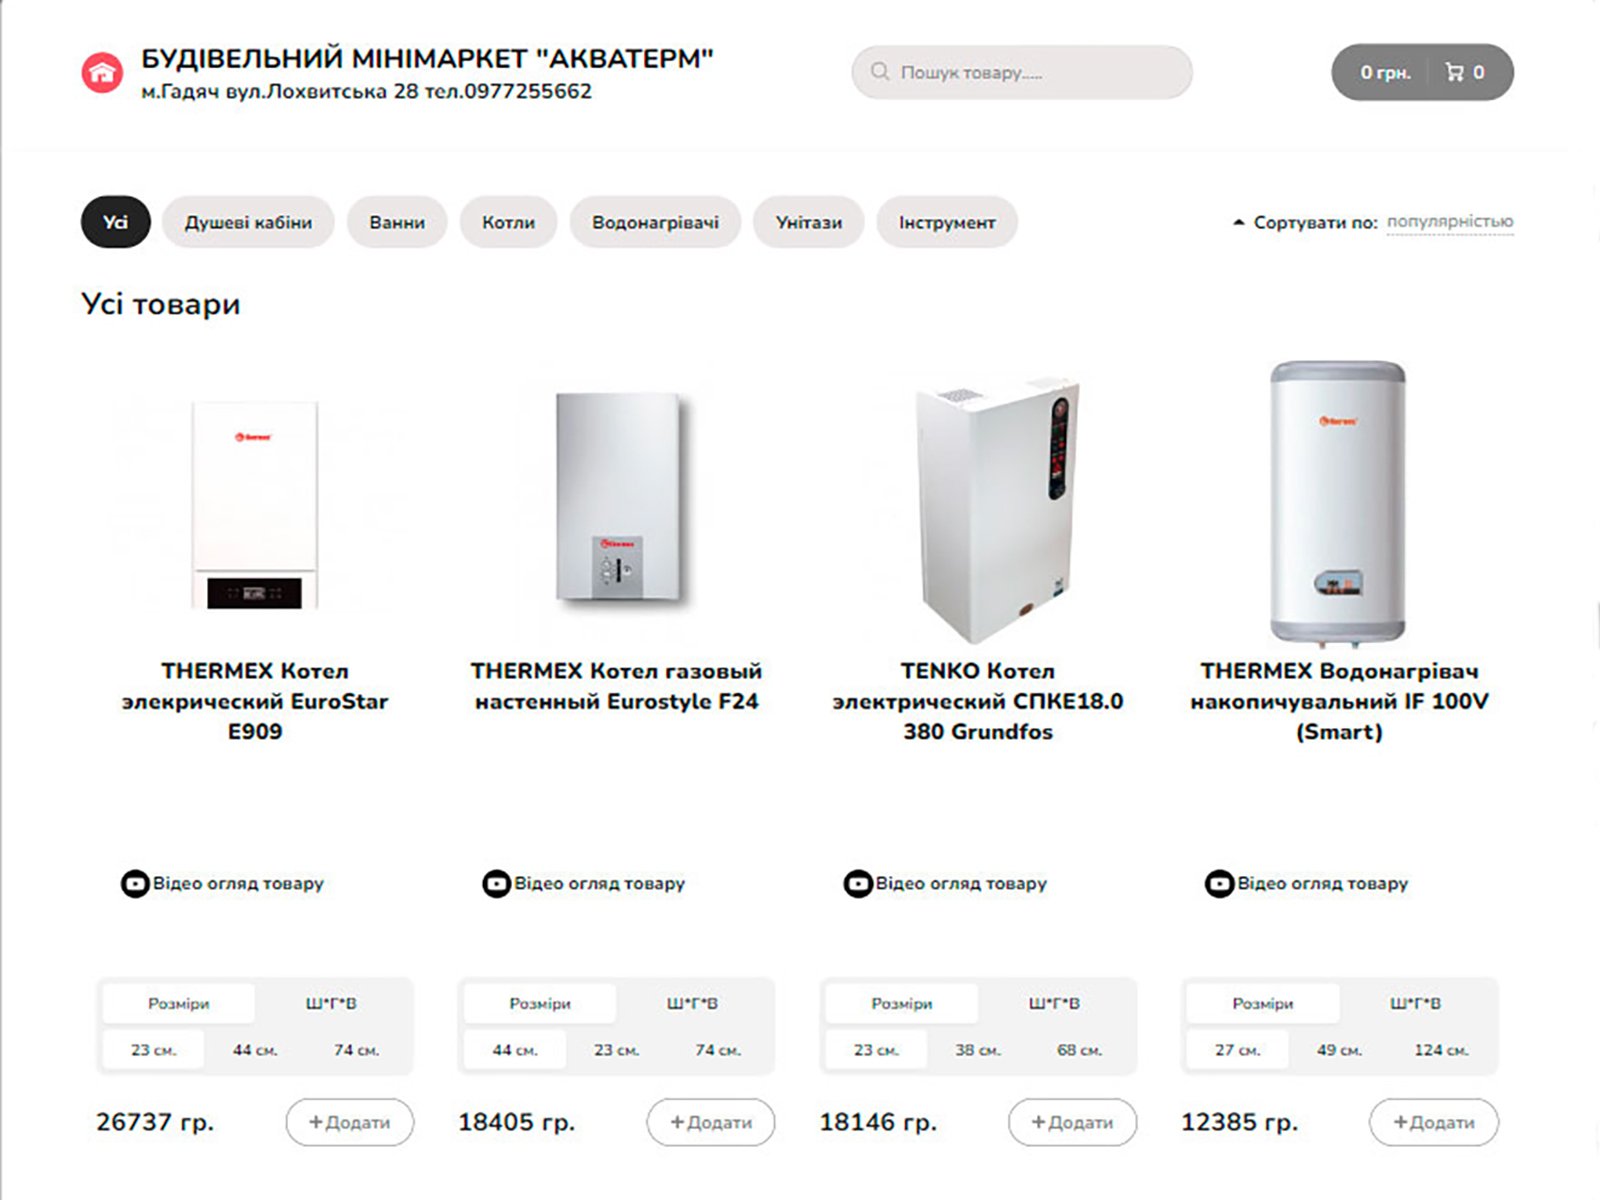 БУДІВЕЛЬНИЙ МІНІМАРКЕТ "АКВАТЕРМ"
м.Гадяч вул.Лохвитська 28 тел.0977255662
Пошук товару.....
0 грн. 0
Усі Душеві кабіни Ванни Котли Водонагрівачі Унітази Інструмент Сортувати по: популярністью
Усі товари
THERMEX Котел
элекрический EuroStar
E909
THERMEX Котел газовый
настенный Eurostyle F24
TENKO Котел
электрический СПКЕ18.0
380 Grundfos
THERMEX Водонагрівач
накопичувальний IF 100V
(Smart)
Відео огляд товару Відео огляд товару Відео огляд товару Відео огляд товару
Розміри Ш*Г*В Розміри Ш*Г*В Розміри Ш*Г*В Розміри Ш*Г*В
23 см. 44 см. 74 см. 44 см. 23 см. 74 см. 23 см. 38 см. 68 см. 27 см. 49 см. 124 см.
26737 гр. +Додати 18405 гр. +Додати 18146 гр. +Додати 12385 гр. +Додати